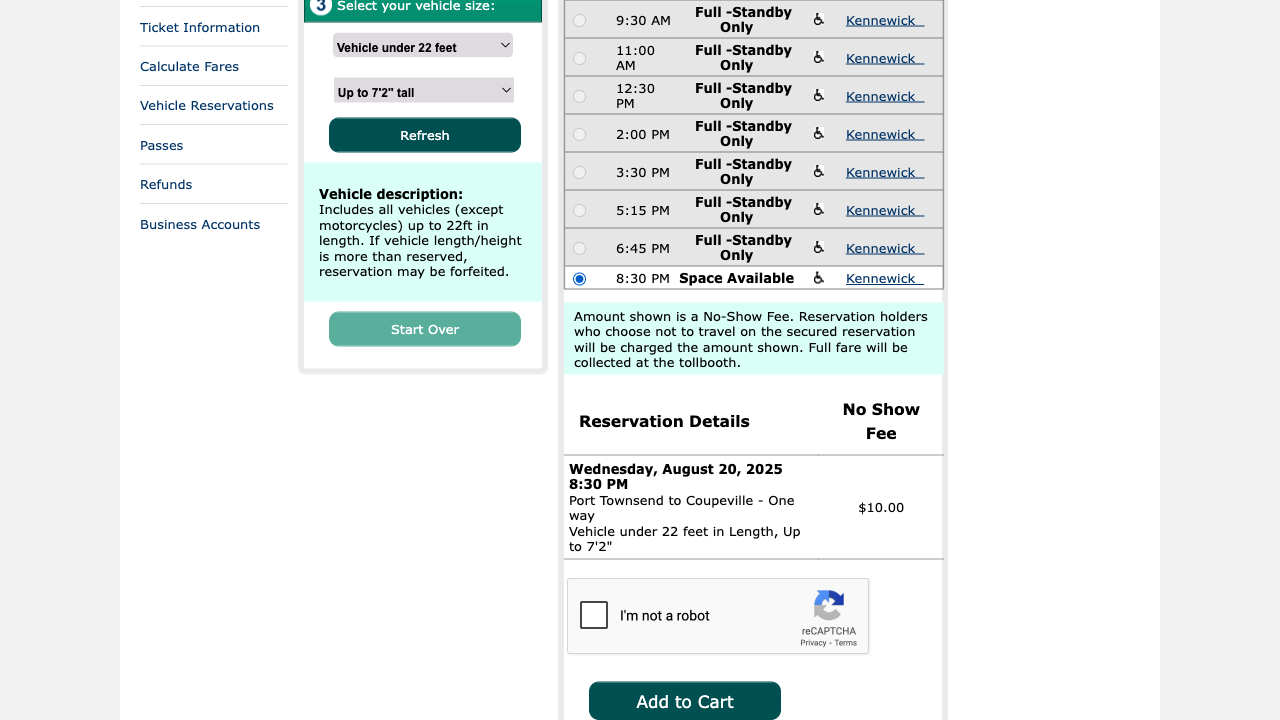 Ticket Information
Calculate Fares
Vehicle Reservations
Passes
Refunds
Business Accounts
3 Select your vehicle size:
Vehicle under 22 feet
Up to 7'2" tall
Refresh
Vehicle description:
Includes all vehicles (except
motorcycles) up to 22ft in
length. If vehicle length/height
is more than reserved,
reservation may be forfeited.
Start Over
9:30 AM Full -Standby Only Kennewick
11:00 AM Full -Standby Only Kennewick
12:30 PM Full -Standby Only Kennewick
2:00 PM Full -Standby Only Kennewick
3:30 PM Full -Standby Only Kennewick
5:15 PM Full -Standby Only Kennewick
6:45 PM Full -Standby Only Kennewick
8:30 PM Space Available Kennewick
Amount shown is a No-Show Fee. Reservation holders
who choose not to travel on the secured reservation
will be charged the amount shown. Full fare will be
collected at the tollbooth.
Reservation Details
No Show
Fee
Wednesday, August 20, 2025
8:30 PM
Port Townsend to Coupeville - One
way
Vehicle under 22 feet in Length, Up
to 7'2"
$10.00
I'm not a robot
reCAPTCHA
Privacy - Terms
Add to Cart